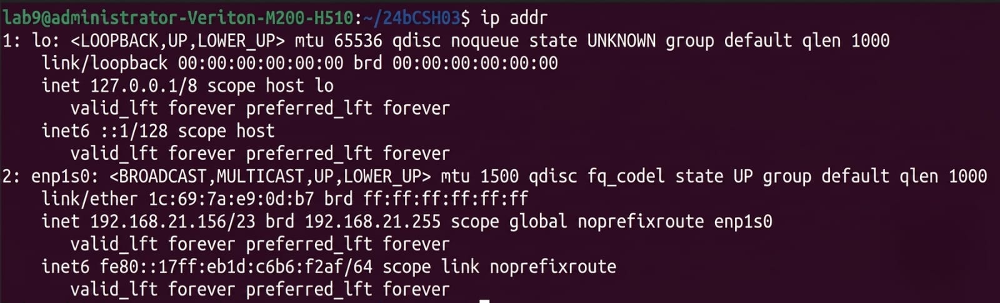 lab9@administrator-Veriton-M200-H510:~/24bCSH03$ ip addr
1: lo: <LOOPBACK,UP,LOWER_UP> mtu 65536 qdisc noqueue state UNKNOWN group default qlen 1000
    link/loopback 00:00:00:00:00:00 brd 00:00:00:00:00:00
    inet 127.0.0.1/8 scope host lo
       valid_lft forever preferred_lft forever
    inet6 ::1/128 scope host
       valid_lft forever preferred_lft forever
2: enp1s0: <BROADCAST,MULTICAST,UP,LOWER_UP> mtu 1500 qdisc fq_codel state UP group default qlen 1000
    link/ether 1c:69:7a:e9:0d:b7 brd ff:ff:ff:ff:ff:ff
    inet 192.168.21.156/23 brd 192.168.21.255 scope global noprefixroute enp1s0
       valid_lft forever preferred_lft forever
    inet6 fe80::17ff:eb1d:c6b6:f2af/64 scope link noprefixroute
       valid_lft forever preferred_lft forever